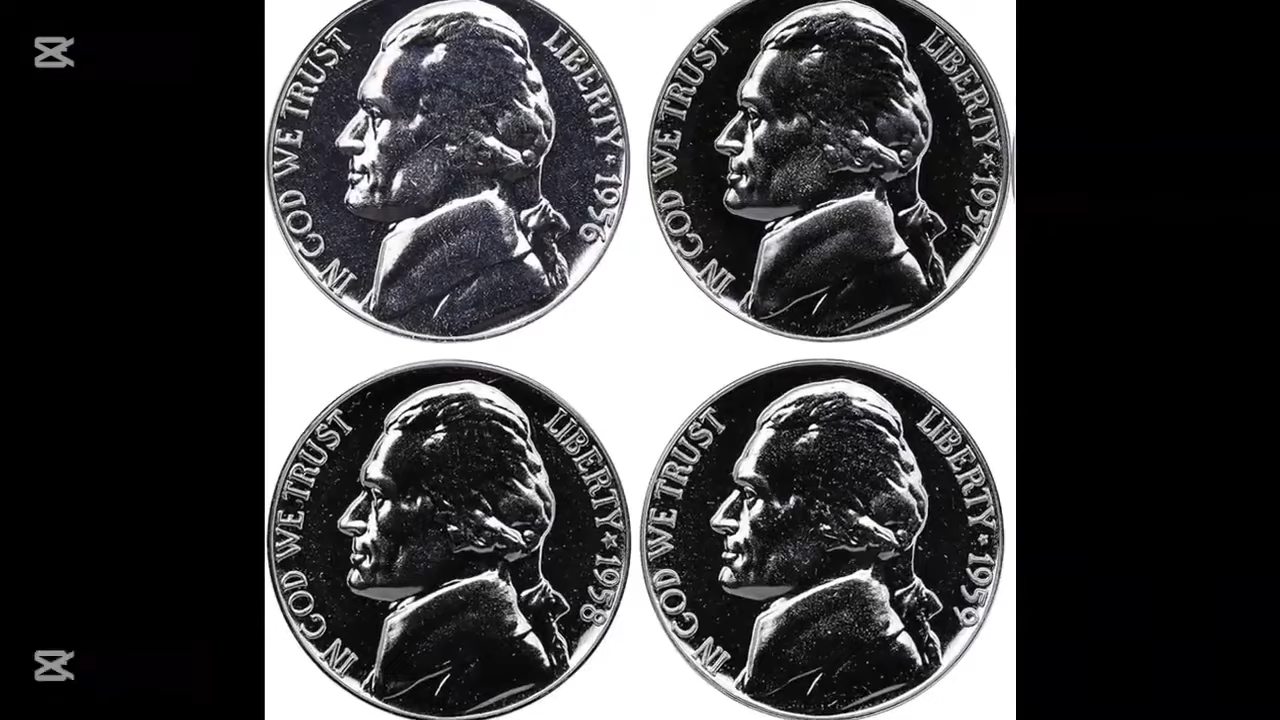 IN GOD WE TRUST LIBERTY · 1956
IN GOD WE TRUST LIBERTY ★ 1957
IN GOD WE TRUST LIBERTY ★ 1958
IN GOD WE TRUST LIBERTY ★ 1959